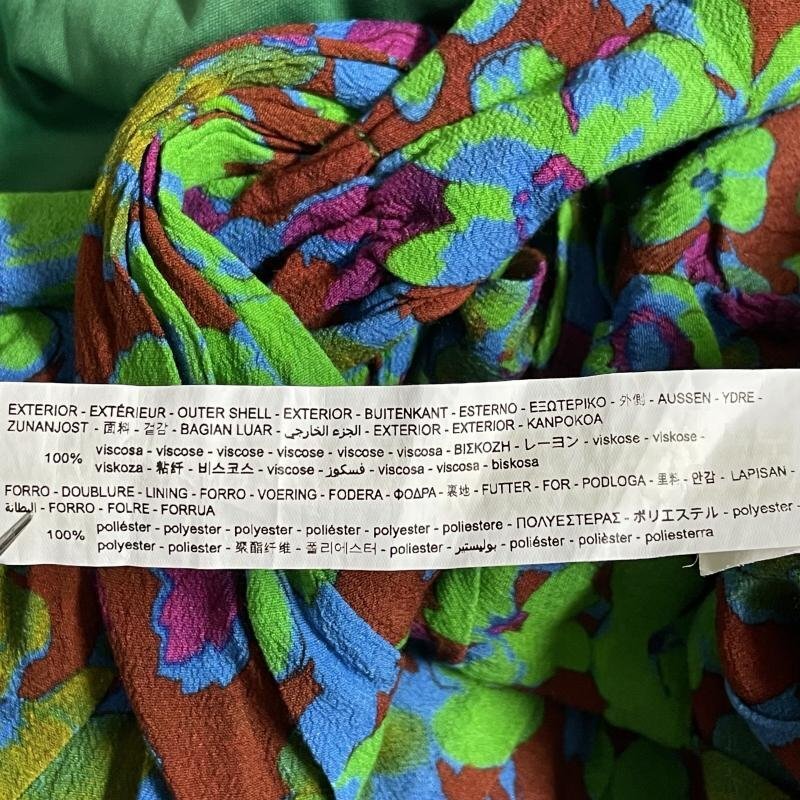 EXTERIOR - EXTÉRIEUR - OUTER SHELL - EXTERIOR - BUITENKANT - ESTERNO - ΕΞΩΤΕΡΙΚΟ - 外側 - AUSSEN - YDRE -
ZUNANJOST - 面料 - 겉감 - BAGIAN LUAR - الجزء الخارجي - EXTERIOR - EXTERIOR - KANPOKOA
100% viscosa - viscose - viscose - viscose - viscose - viscosa - ΒΙΣΚΟΖΗ - レーヨン - viskose - viskose -
viskoza - 粘纤 - 비스코스 - viscose - فسكوز - viscosa - viscosa - biskosa
FORRO - DOUBLURE - LINING - FORRO - VOERING - FODERA - ΦΟΔΡΑ - 裏地 - FUTTER - FOR - PODLOGA - 里料 - 안감 - LAPISAN -
البطانة - FORRO - FOLRE - FORRUA
100% poliéster - polyester - polyester - poliéster - polyester - poliestere - ΠΟΛΥΕΣΤΕΡΑΣ - ポリエステル - polyester -
polyester - poliester - 聚酯纤维 - 폴리에스터 - poliester - بوليستير - poliéster - polièster - poliesterra